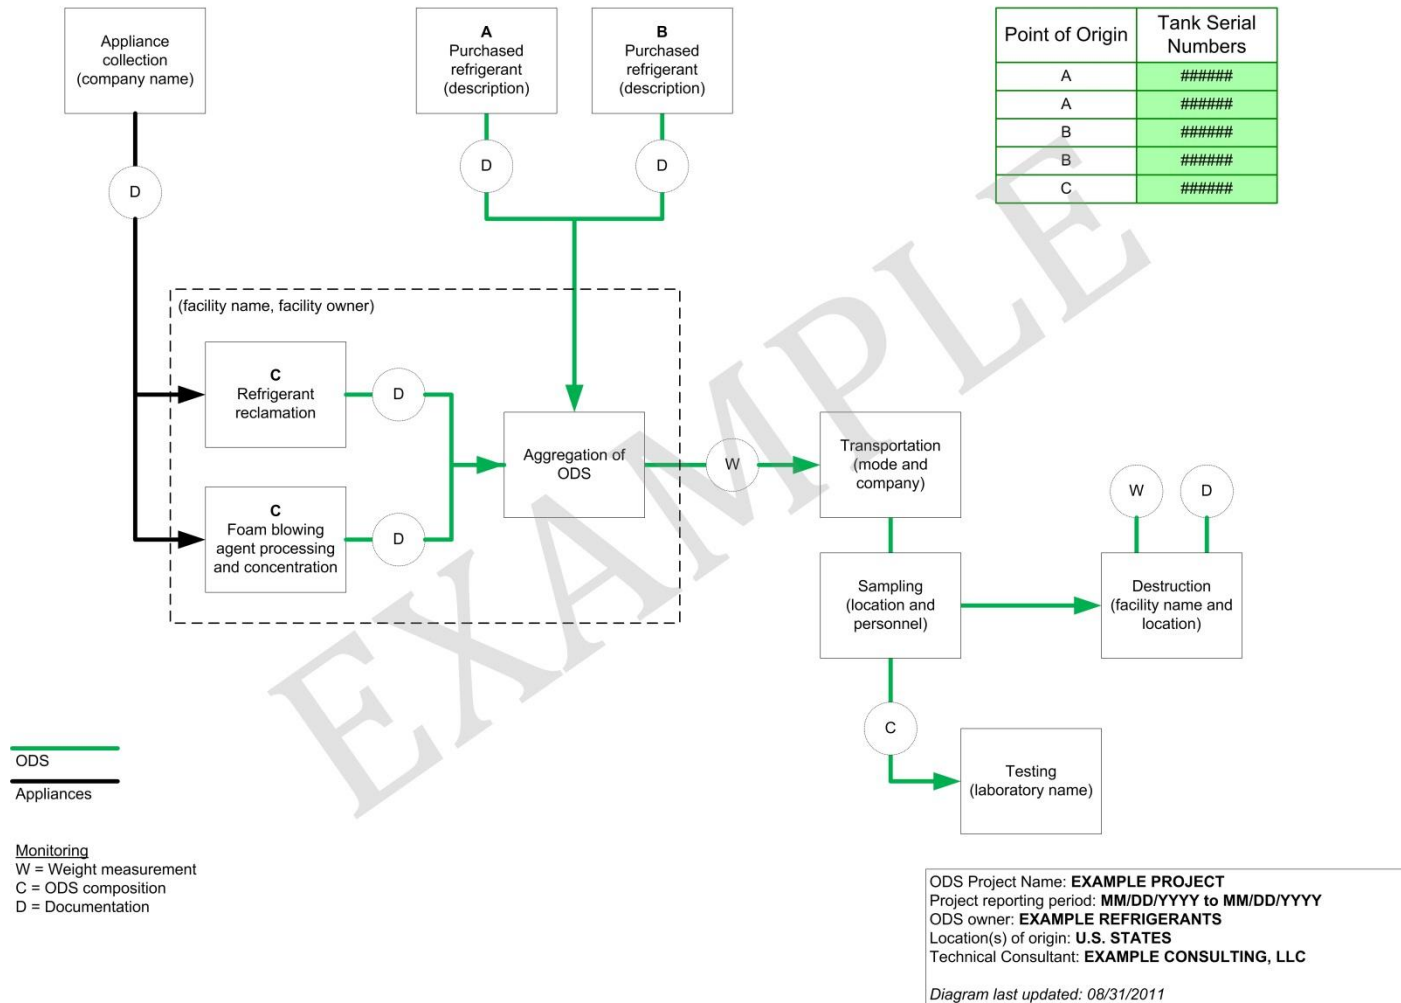 Appliance
collection
(company name)
A
Purchased
refrigerant
(description)
B
Purchased
refrigerant
(description)
Point of Origin
Tank Serial
Numbers
A
######
A
######
B
######
B
######
C
######
D
D
D
(facility name, facility owner)
C
Refrigerant
reclamation
D
Aggregation of
ODS
W
Transportation
(mode and
company)
C
Foam blowing
agent processing
and concentration
D
Sampling
(location and
personnel)
W
D
Destruction
(facility name and
location)
C
Testing
(laboratory name)
EXAMPLE
ODS
Appliances
Monitoring
W = Weight measurement
C = ODS composition
D = Documentation
ODS Project Name: EXAMPLE PROJECT
Project reporting period: MM/DD/YYYY to MM/DD/YYYY
ODS owner: EXAMPLE REFRIGERANTS
Location(s) of origin: U.S. STATES
Technical Consultant: EXAMPLE CONSULTING, LLC
Diagram last updated: 08/31/2011